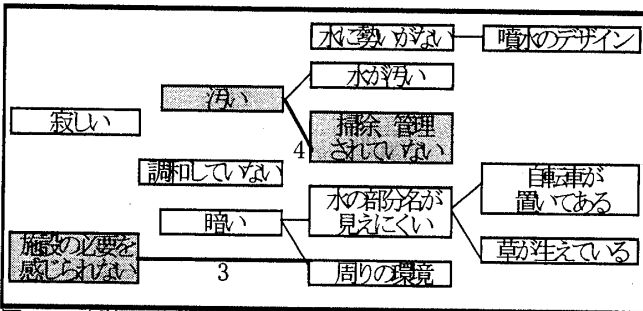 水に勢いがない
噴水のデザイン
汚い
水が汚い
寂しい
掃除 管理
されていない
4
調和していない
自転車が
置いてある
水の部分名が
見えにくい
暗い
草が生えている
施設の必要を
感じられない
3
周りの環境